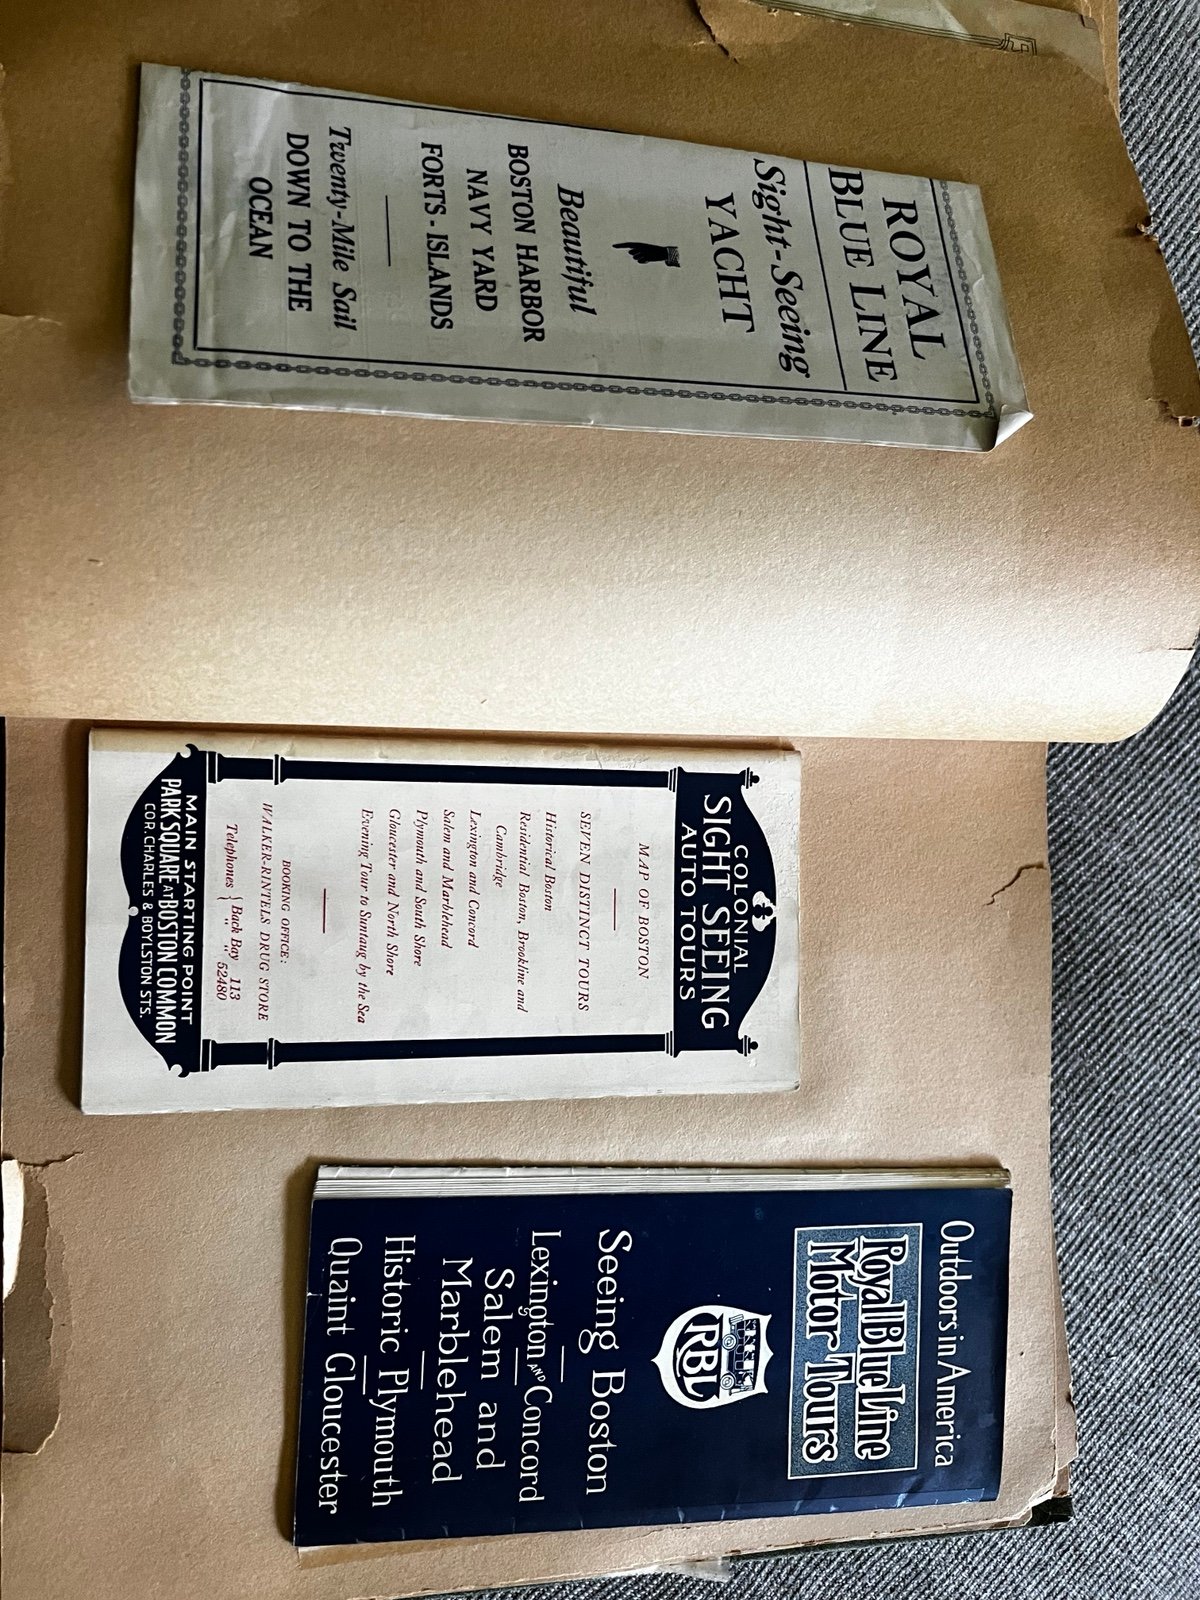 ROYAL
BLUE LINE
Sight-Seeing
YACHT
Beautiful
BOSTON HARBOR
NAVY YARD
FORTS - ISLANDS
Twenty-Mile Sail
DOWN TO THE
OCEAN
COLONIAL
SIGHT SEEING
AUTO TOURS
MAP OF BOSTON
SEVEN DISTINCT TOURS
Historical Boston
Residential Boston, Brookline and
Cambridge
Lexington and Concord
Salem and Marblehead
Plymouth and South Shore
Gloucester and North Shore
Evening Tour to Suntaug by the Sea
BOOKING OFFICE:
WALKER-RINTELS DRUG STORE
Telephones { Back Bay 113
" " 52480
MAIN STARTING POINT
PARK SQUARE AT BOSTON COMMON
COR. CHARLES & BOYLSTON STS.
Outdoors in America
Royal Blue Line
Motor Tours
RBL
Seeing Boston
Lexington AND Concord
Salem and
Marblehead
Historic Plymouth
Quaint Gloucester